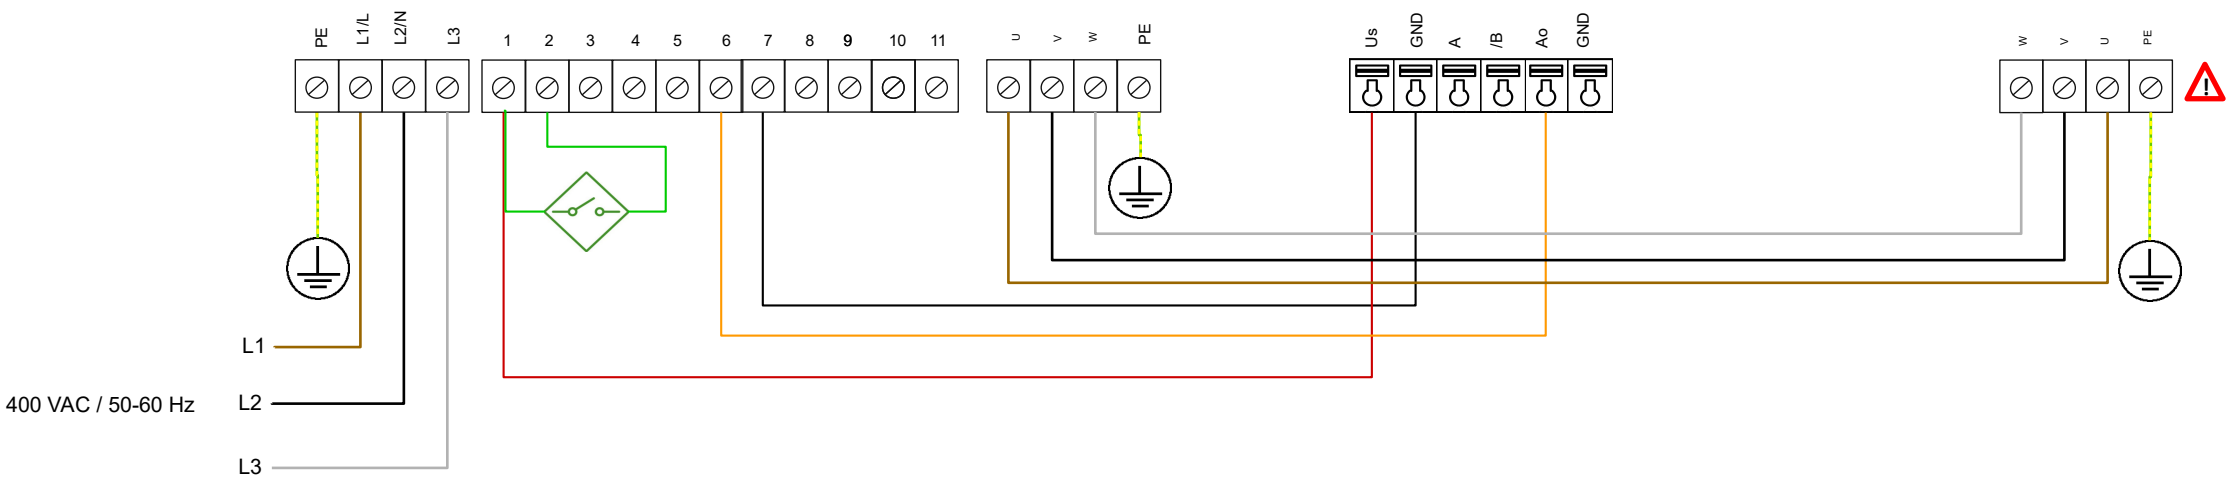 PE L1/L L2/N L3
1 2 3 4 5 6 7 8 9 10 11
U V W PE
Us GND A /B Ao GND
W V U PE
!
L1
400 VAC / 50-60 Hz L2
L3